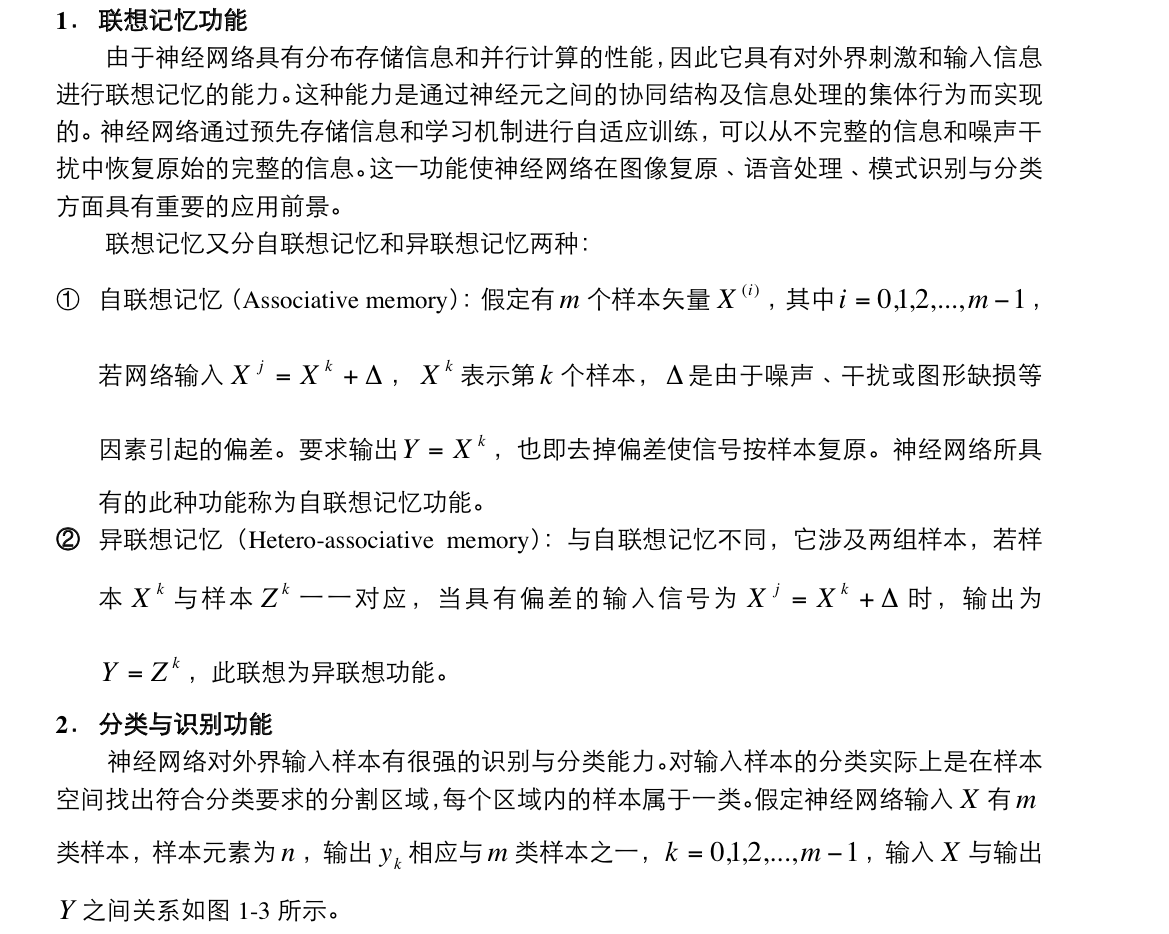 1． 联想记忆功能
由于神经网络具有分布存储信息和并行计算的性能，因此它具有对外界刺激和输入信息
进行联想记忆的能力。这种能力是通过神经元之间的协同结构及信息处理的集体行为而实现
的。神经网络通过预先存储信息和学习机制进行自适应训练，可以从不完整的信息和噪声干
扰中恢复原始的完整的信息。这一功能使神经网络在图像复原、语音处理、模式识别与分类
方面具有重要的应用前景。
联想记忆又分自联想记忆和异联想记忆两种：
① 自联想记忆（Associative memory）：假定有 m 个样本矢量 X^(i)，其中 i = 0,1,2,...,m − 1，
若网络输入 X^j = X^k + Δ， X^k 表示第 k 个样本， Δ 是由于噪声、干扰或图形缺损等
因素引起的偏差。要求输出 Y = X^k，也即去掉偏差使信号按样本复原。神经网络所具
有的此种功能称为自联想记忆功能。
② 异联想记忆（Hetero-associative memory）：与自联想记忆不同，它涉及两组样本，若样
本 X^k 与样本 Z^k 一一对应，当具有偏差的输入信号为 X^j = X^k + Δ 时，输出为
Y = Z^k，此联想为异联想功能。
2． 分类与识别功能
神经网络对外界输入样本有很强的识别与分类能力。对输入样本的分类实际上是在样本
空间找出符合分类要求的分割区域，每个区域内的样本属于一类。假定神经网络输入 X 有 m
类样本，样本元素为 n，输出 y_k 相应与 m 类样本之一， k = 0,1,2,...,m − 1，输入 X 与输出
Y 之间关系如图 1-3 所示。